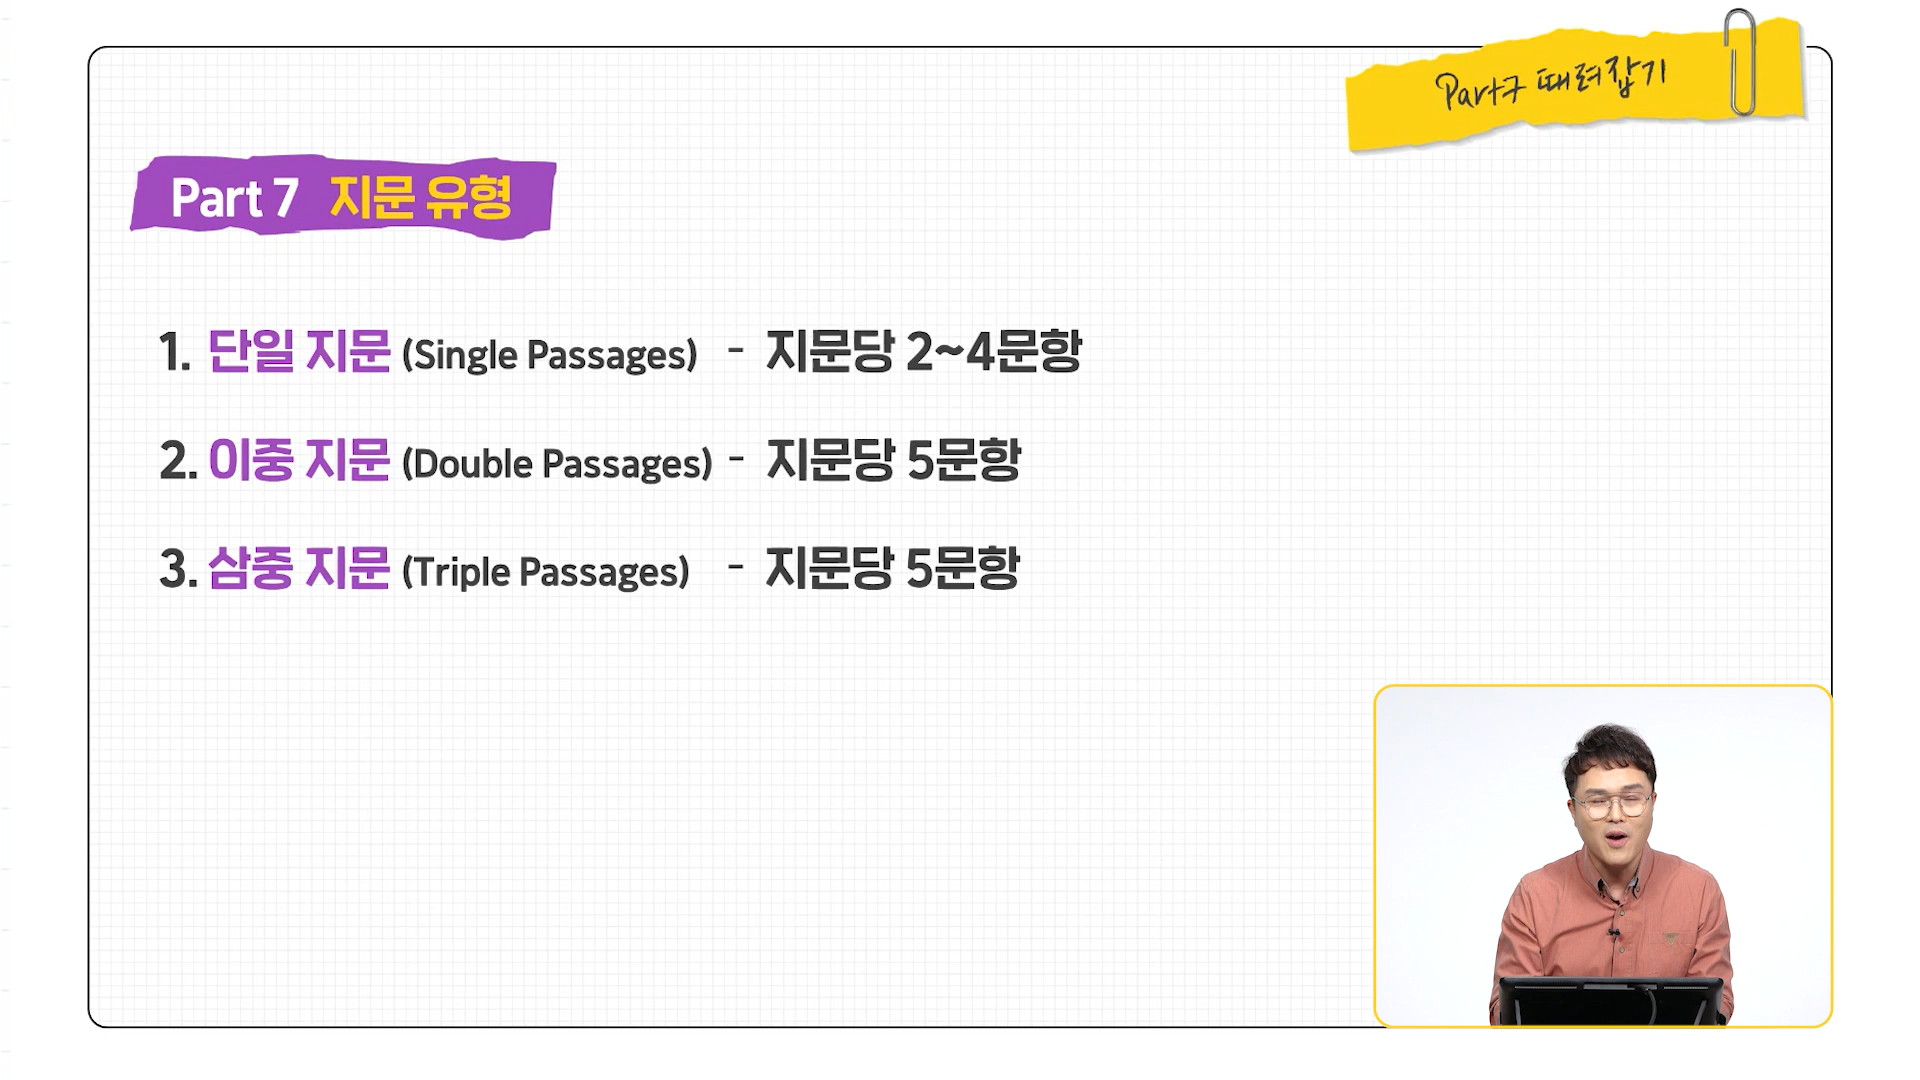 Part7 때려잡기
Part 7 지문 유형
1. 단일 지문 (Single Passages) - 지문당 2~4문항
2. 이중 지문 (Double Passages) - 지문당 5문항
3. 삼중 지문 (Triple Passages) - 지문당 5문항